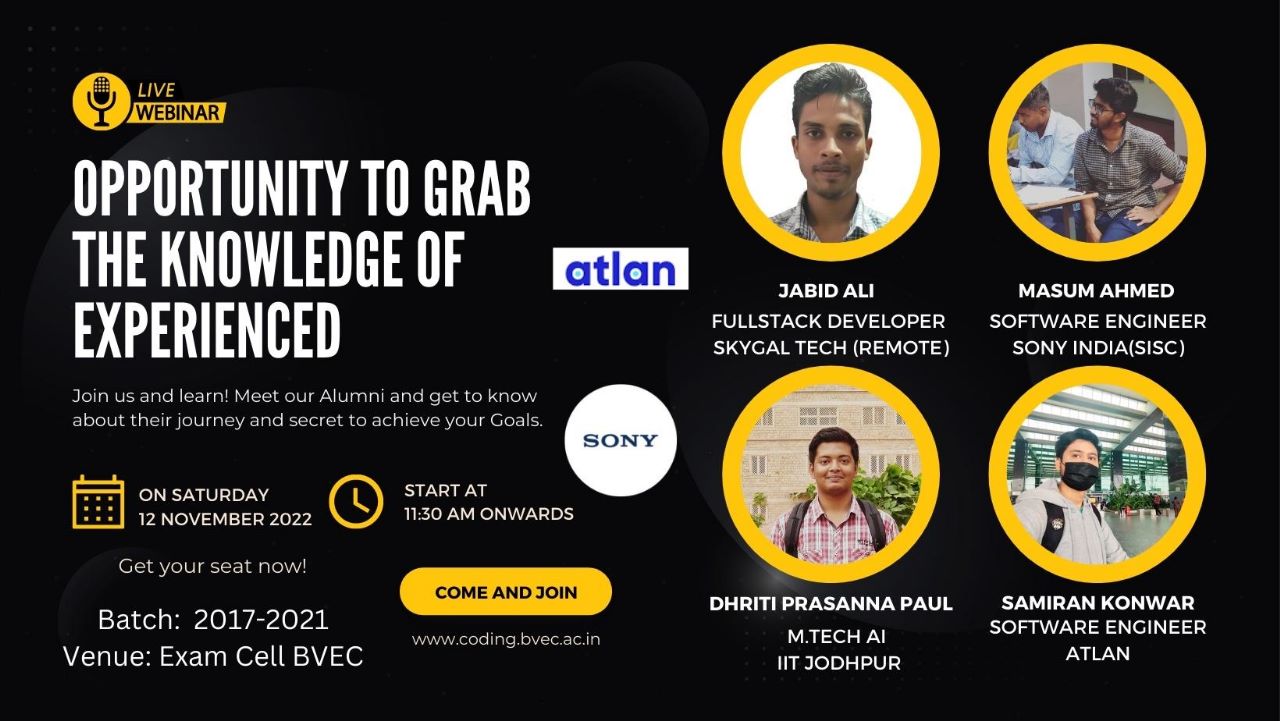 LIVE
WEBINAR
OPPORTUNITY TO GRAB
THE KNOWLEDGE OF
EXPERIENCED
Join us and learn! Meet our Alumni and get to know
about their journey and secret to achieve your Goals.
ON SATURDAY
12 NOVEMBER 2022
START AT
11:30 AM ONWARDS
Get your seat now!
Batch: 2017-2021
Venue: Exam Cell BVEC
COME AND JOIN
www.coding.bvec.ac.in
atlan
SONY
JABID ALI
FULLSTACK DEVELOPER
SKYGAL TECH (REMOTE)
MASUM AHMED
SOFTWARE ENGINEER
SONY INDIA(SISC)
DHRITI PRASANNA PAUL
M.TECH AI
IIT JODHPUR
SAMIRAN KONWAR
SOFTWARE ENGINEER
ATLAN